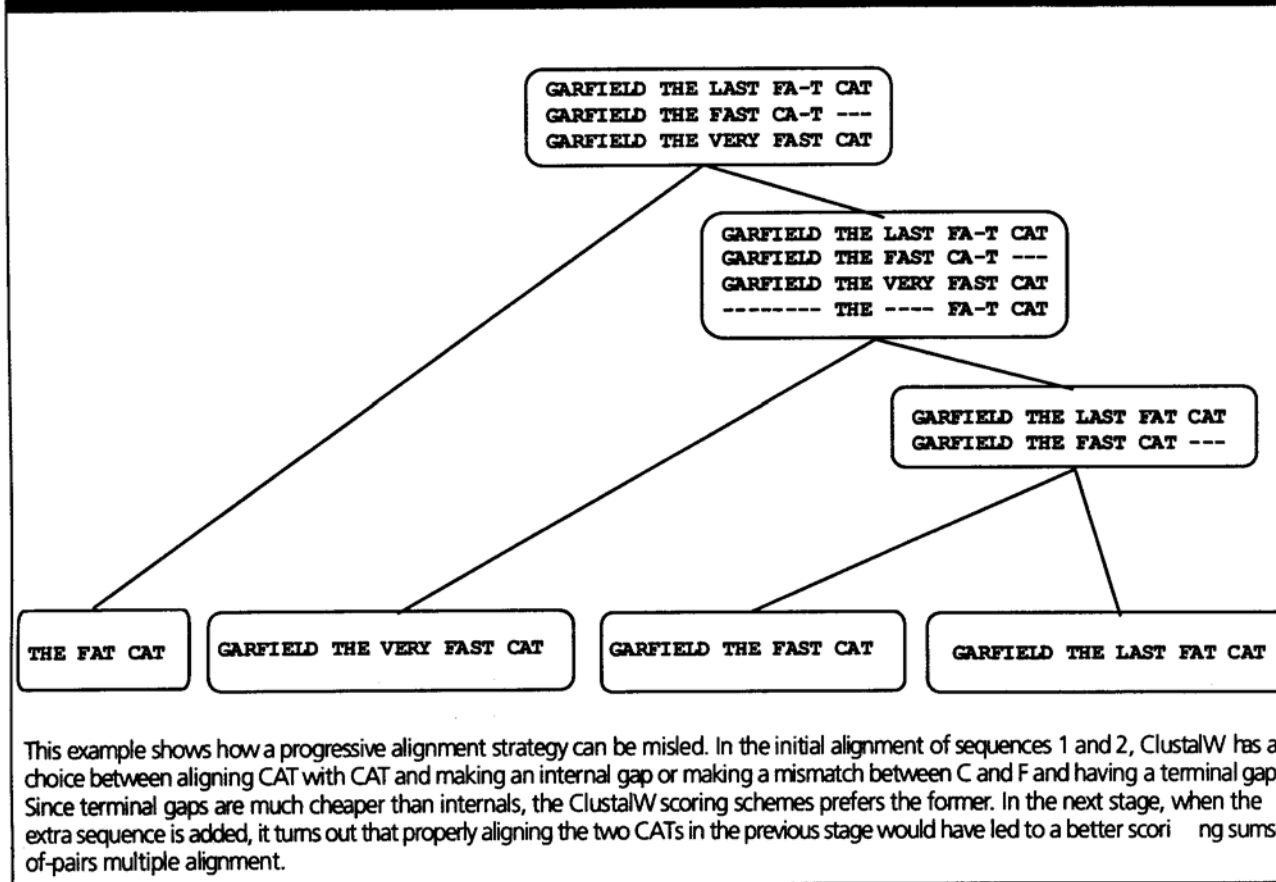 GARFIELD THE LAST FA-T CAT
GARFIELD THE FAST CA-T ---
GARFIELD THE VERY FAST CAT
GARFIELD THE LAST FA-T CAT
GARFIELD THE FAST CA-T ---
GARFIELD THE VERY FAST CAT
-------- THE ---- FA-T CAT
GARFIELD THE LAST FAT CAT
GARFIELD THE FAST CAT ---
THE FAT CAT
GARFIELD THE VERY FAST CAT
GARFIELD THE FAST CAT
GARFIELD THE LAST FAT CAT
This example shows how a progressive alignment strategy can be misled. In the initial alignment of sequences 1 and 2, ClustalW has a
choice between aligning CAT with CAT and making an internal gap or making a mismatch between C and F and having a terminal gap
Since terminal gaps are much cheaper than internals, the ClustalW scoring schemes prefers the former. In the next stage, when the
extra sequence is added, it turns out that properly aligning the two CATs in the previous stage would have led to a better scori ng sums
of-pairs multiple alignment.